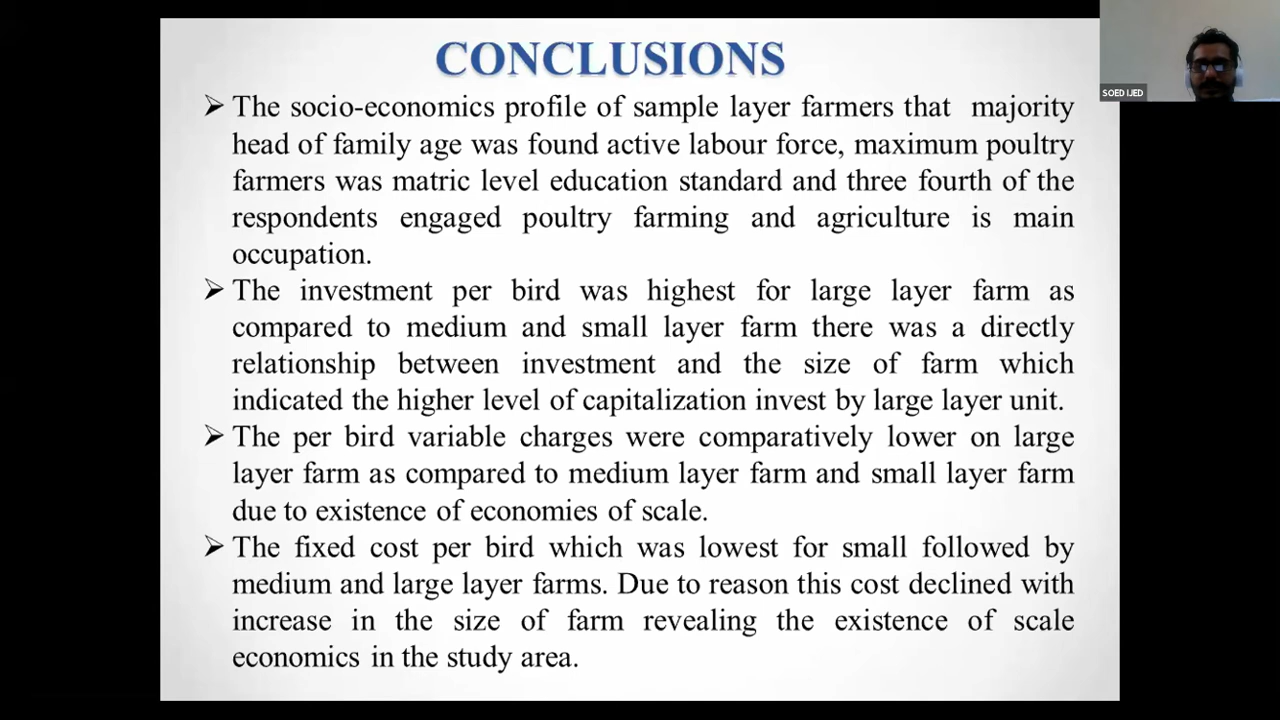 CONCLUSIONS
SOED IJED
➢ The socio-economics profile of sample layer farmers that majority
head of family age was found active labour force, maximum poultry
farmers was matric level education standard and three fourth of the
respondents engaged poultry farming and agriculture is main
occupation.
➢ The investment per bird was highest for large layer farm as
compared to medium and small layer farm there was a directly
relationship between investment and the size of farm which
indicated the higher level of capitalization invest by large layer unit.
➢ The per bird variable charges were comparatively lower on large
layer farm as compared to medium layer farm and small layer farm
due to existence of economies of scale.
➢ The fixed cost per bird which was lowest for small followed by
medium and large layer farms. Due to reason this cost declined with
increase in the size of farm revealing the existence of scale
economics in the study area.